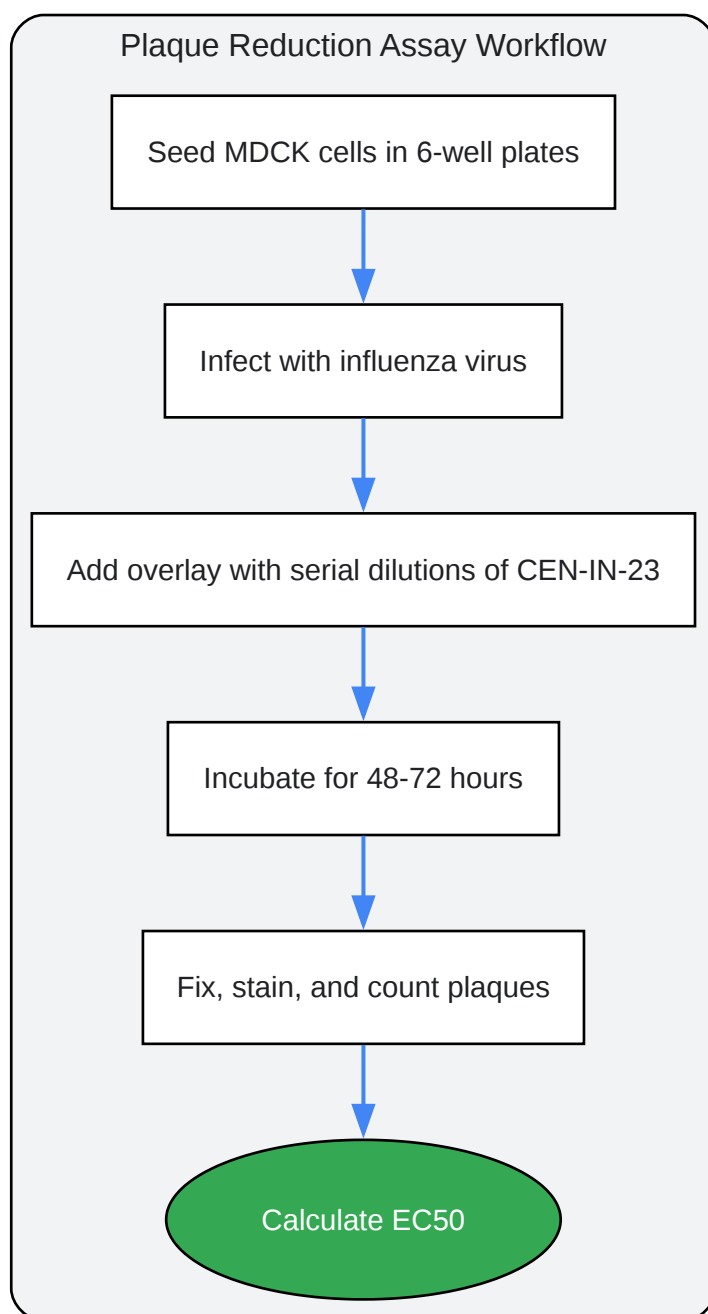 Plaque Reduction Assay Workflow
Seed MDCK cells in 6-well plates
Infect with influenza virus
Add overlay with serial dilutions of CEN-IN-23
Incubate for 48-72 hours
Fix, stain, and count plaques
Calculate EC50